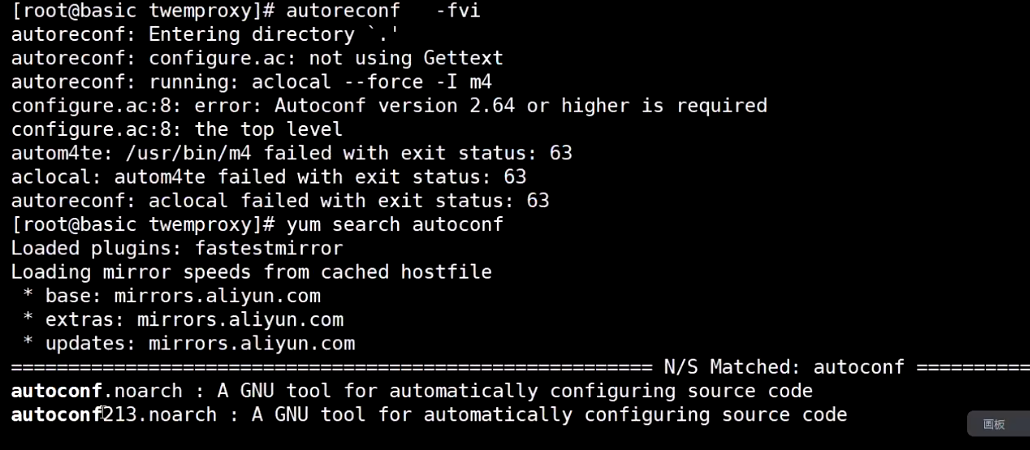 [root@basic twemproxy]# autoreconf   -fvi
autoreconf: Entering directory `.'
autoreconf: configure.ac: not using Gettext
autoreconf: running: aclocal --force -I m4
configure.ac:8: error: Autoconf version 2.64 or higher is required
configure.ac:8: the top level
autom4te: /usr/bin/m4 failed with exit status: 63
aclocal: autom4te failed with exit status: 63
autoreconf: aclocal failed with exit status: 63
[root@basic twemproxy]# yum search autoconf
Loaded plugins: fastestmirror
Loading mirror speeds from cached hostfile
 * base: mirrors.aliyun.com
 * extras: mirrors.aliyun.com
 * updates: mirrors.aliyun.com
======================================================== N/S Matched: autoconf ==========
autoconf.noarch : A GNU tool for automatically configuring source code
autoconf213.noarch : A GNU tool for automatically configuring source code
画板